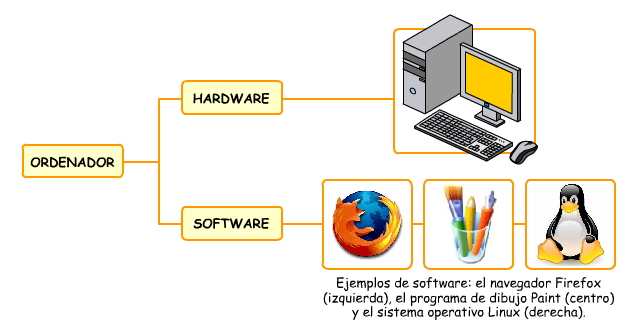 HARDWARE
ORDENADOR
SOFTWARE
Ejemplos de software: el navegador Firefox
(izquierda), el programa de dibujo Paint (centro)
y el sistema operativo Linux (derecha).